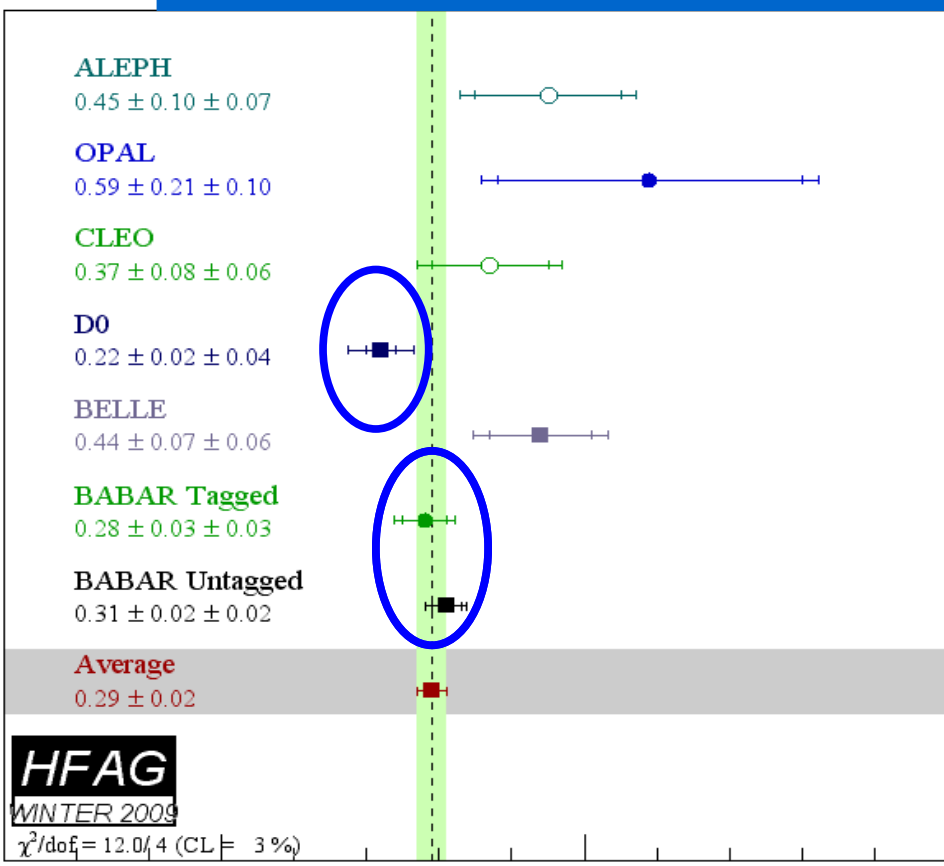 ALEPH
0.45 ± 0.10 ± 0.07
OPAL
0.59 ± 0.21 ± 0.10
CLEO
0.37 ± 0.08 ± 0.06
D0
0.22 ± 0.02 ± 0.04
BELLE
0.44 ± 0.07 ± 0.06
BABAR Tagged
0.28 ± 0.03 ± 0.03
BABAR Untagged
0.31 ± 0.02 ± 0.02
Average
0.29 ± 0.02
HFAG
WINTER 2009
χ²/dof = 12.0/ 4 (CL = 3 %)